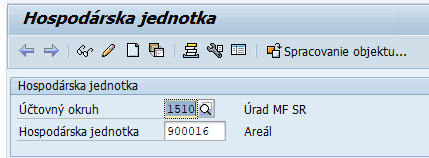 Hospodárska jednotka
Spracovanie objektu...
Hospodárska jednotka
Účtovný okruh 1510 Úrad MF SR
Hospodárska jednotka 900016 Areál